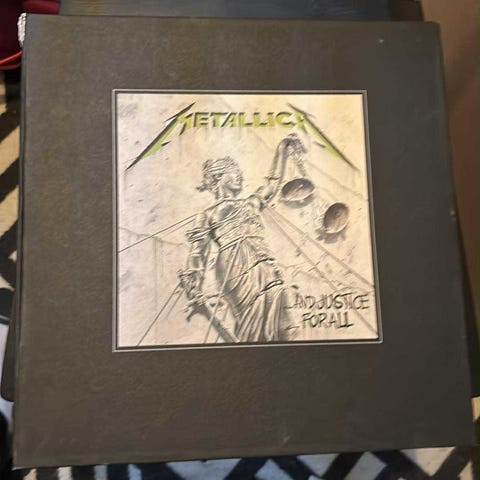 METALLICA
...AND JUSTICE
FOR ALL